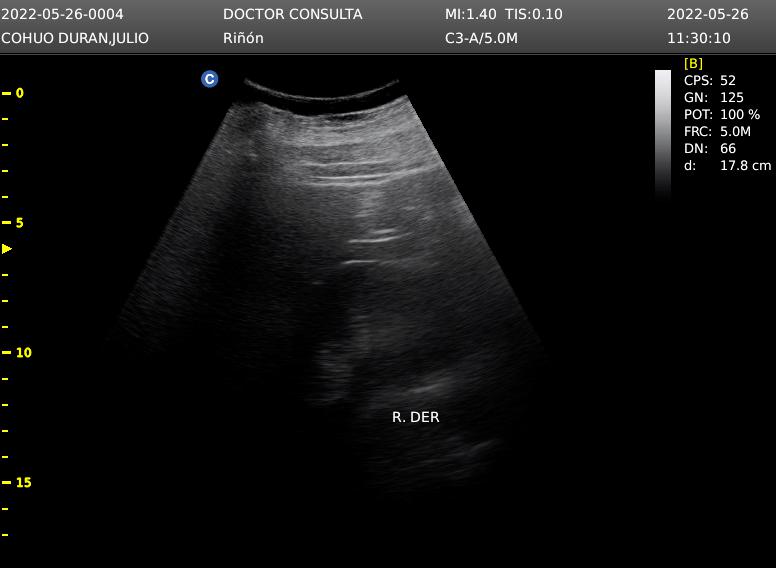 2022-05-26-0004 DOCTOR CONSULTA MI:1.40 TIS:0.10 2022-05-26
COHUO DURAN,JULIO Riñón C3-A/5.0M 11:30:10
[B]
C
CPS: 52
0
GN: 125
POT: 100 %
FRC: 5.0M
DN: 66
d: 17.8 cm
5
10
R. DER
15